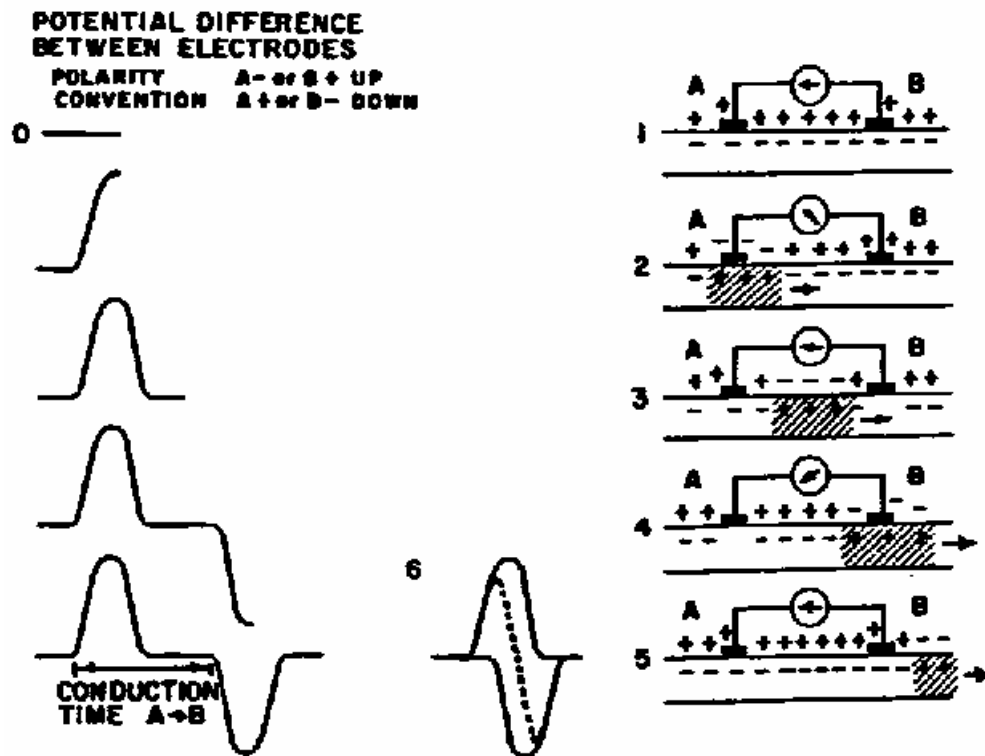 POTENTIAL DIFFERENCE
BETWEEN ELECTRODES
POLARITY A- or B + UP
CONVENTION A + or B - DOWN
0
A B
+ + + + + + + + + + +
1
- - - - - - - - - -
A B
2
A B
3
A B
4
6
A B
5
CONDUCTION
TIME A→B